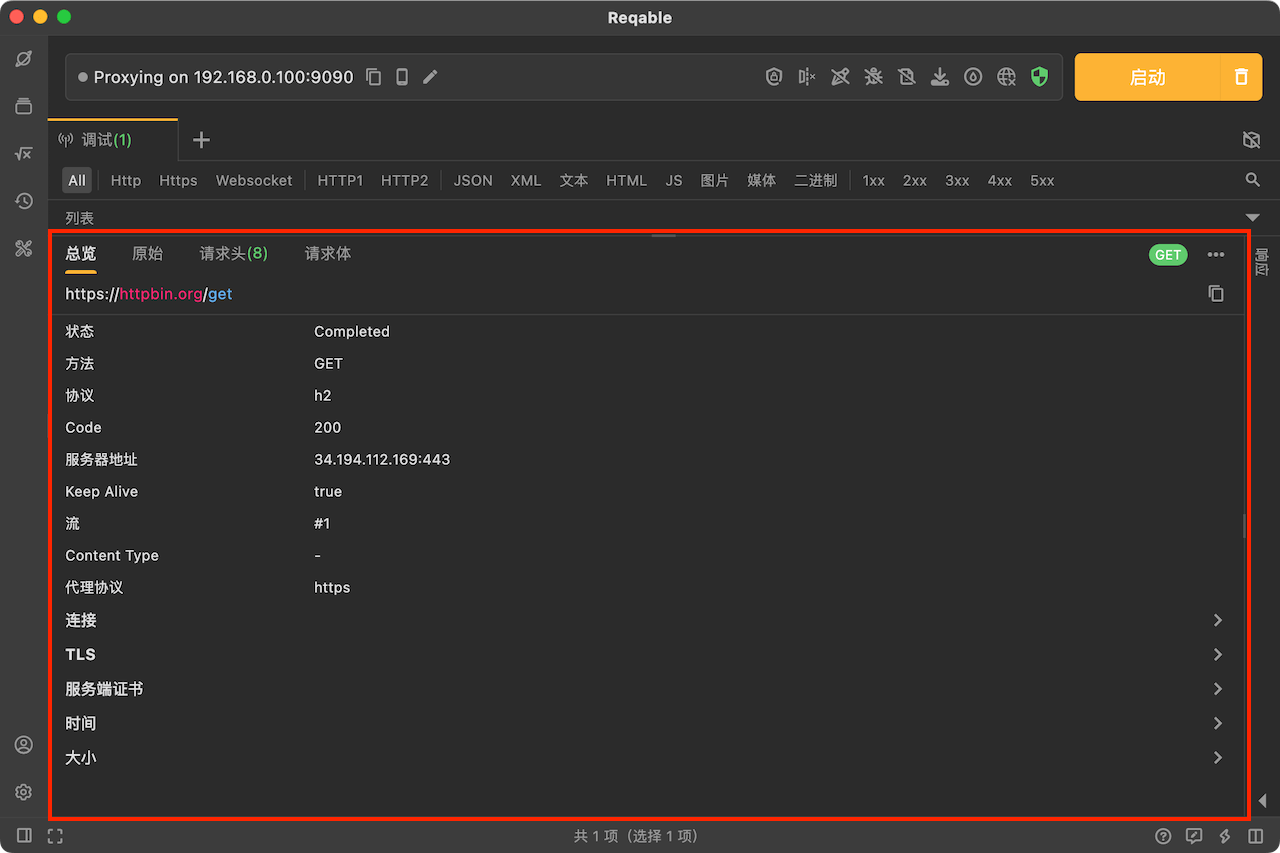 Reqable
Proxying on 192.168.0.100:9090
启动
调试(1)
All Http Https Websocket HTTP1 HTTP2 JSON XML 文本 HTML JS 图片 媒体 二进制 1xx 2xx 3xx 4xx 5xx
列表
总览 原始 请求头(8) 请求体 GET
响应
https://httpbin.org/get
状态 Completed
方法 GET
协议 h2
Code 200
服务器地址 34.194.112.169:443
Keep Alive true
流 #1
Content Type -
代理协议 https
连接
TLS
服务端证书
时间
大小
共 1 项（选择 1 项）